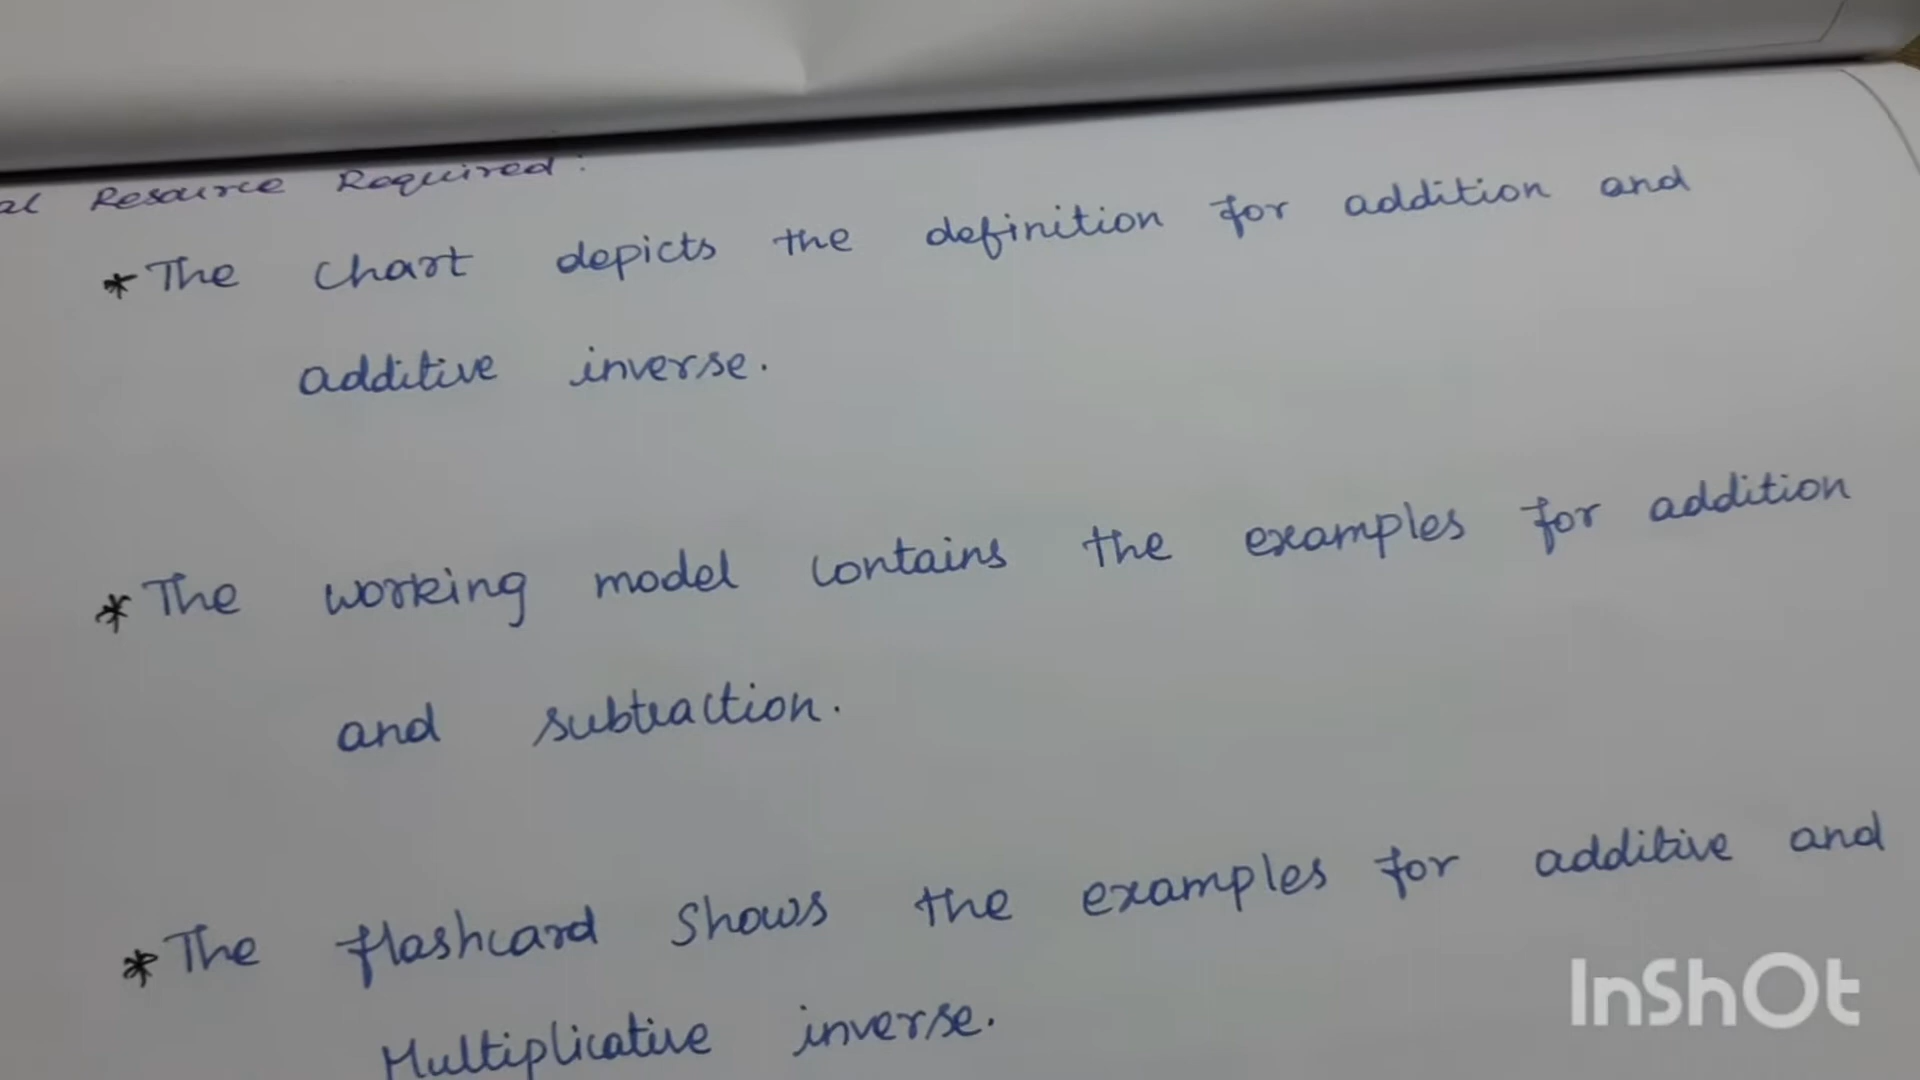 al Resource Required:
* The Chart depicts the definition for addition and
additive inverse.
* The working model contains the examples for addition
and subtraction.
* The flashcard Shows the examples for additive and
Multiplicative inverse.
InShOt